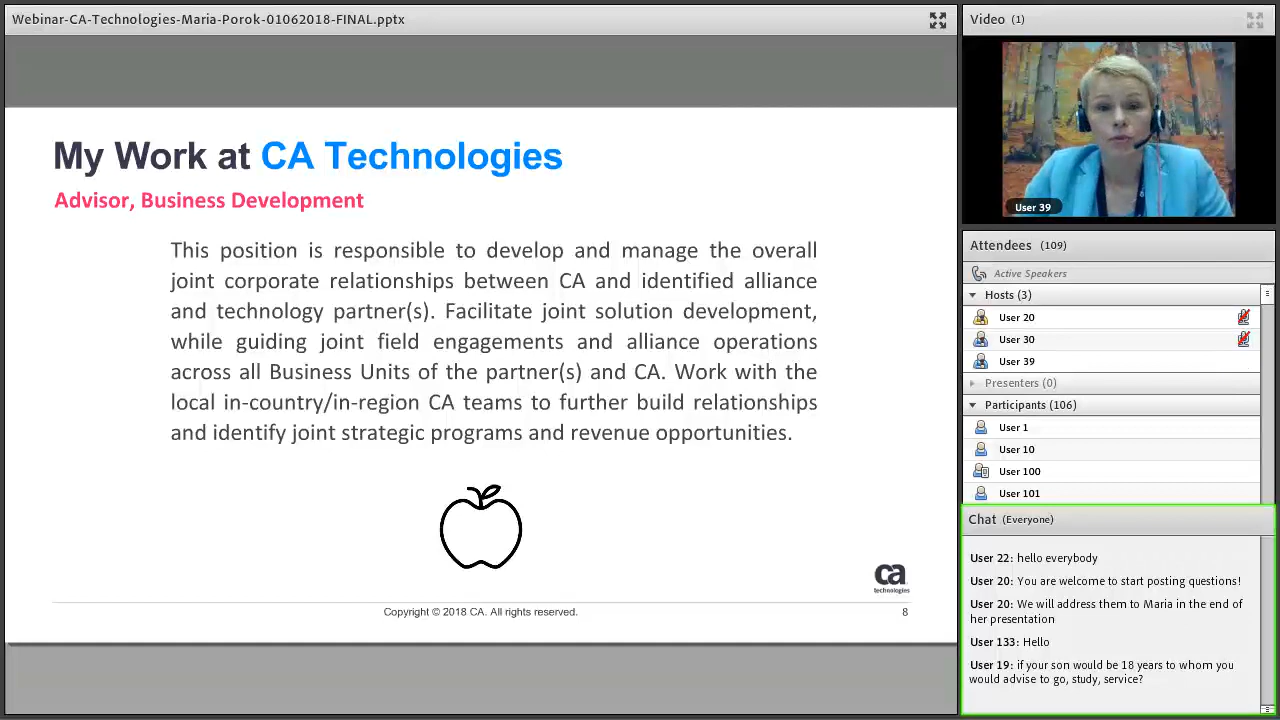 Webinar-CA-Technologies-Maria-Porok-01062018-FINAL.pptx
My Work at CA Technologies
Advisor, Business Development
This position is responsible to develop and manage the overall
joint corporate relationships between CA and identified alliance
and technology partner(s). Facilitate joint solution development,
while guiding joint field engagements and alliance operations
across all Business Units of the partner(s) and CA. Work with the
local in-country/in-region CA teams to further build relationships
and identify joint strategic programs and revenue opportunities.
ca
technologies
Copyright © 2018 CA. All rights reserved.
8
Video (1)
User 39
Attendees (109)
Active Speakers
Hosts (3)
User 20
User 30
User 39
Presenters (0)
Participants (106)
User 1
User 10
User 100
User 101
Chat (Everyone)
User 22: hello everybody
User 20: You are welcome to start posting questions!
User 20: We will address them to Maria in the end of
her presentation
User 133: Hello
User 19: if your son would be 18 years to whom you
would advise to go, study, service?